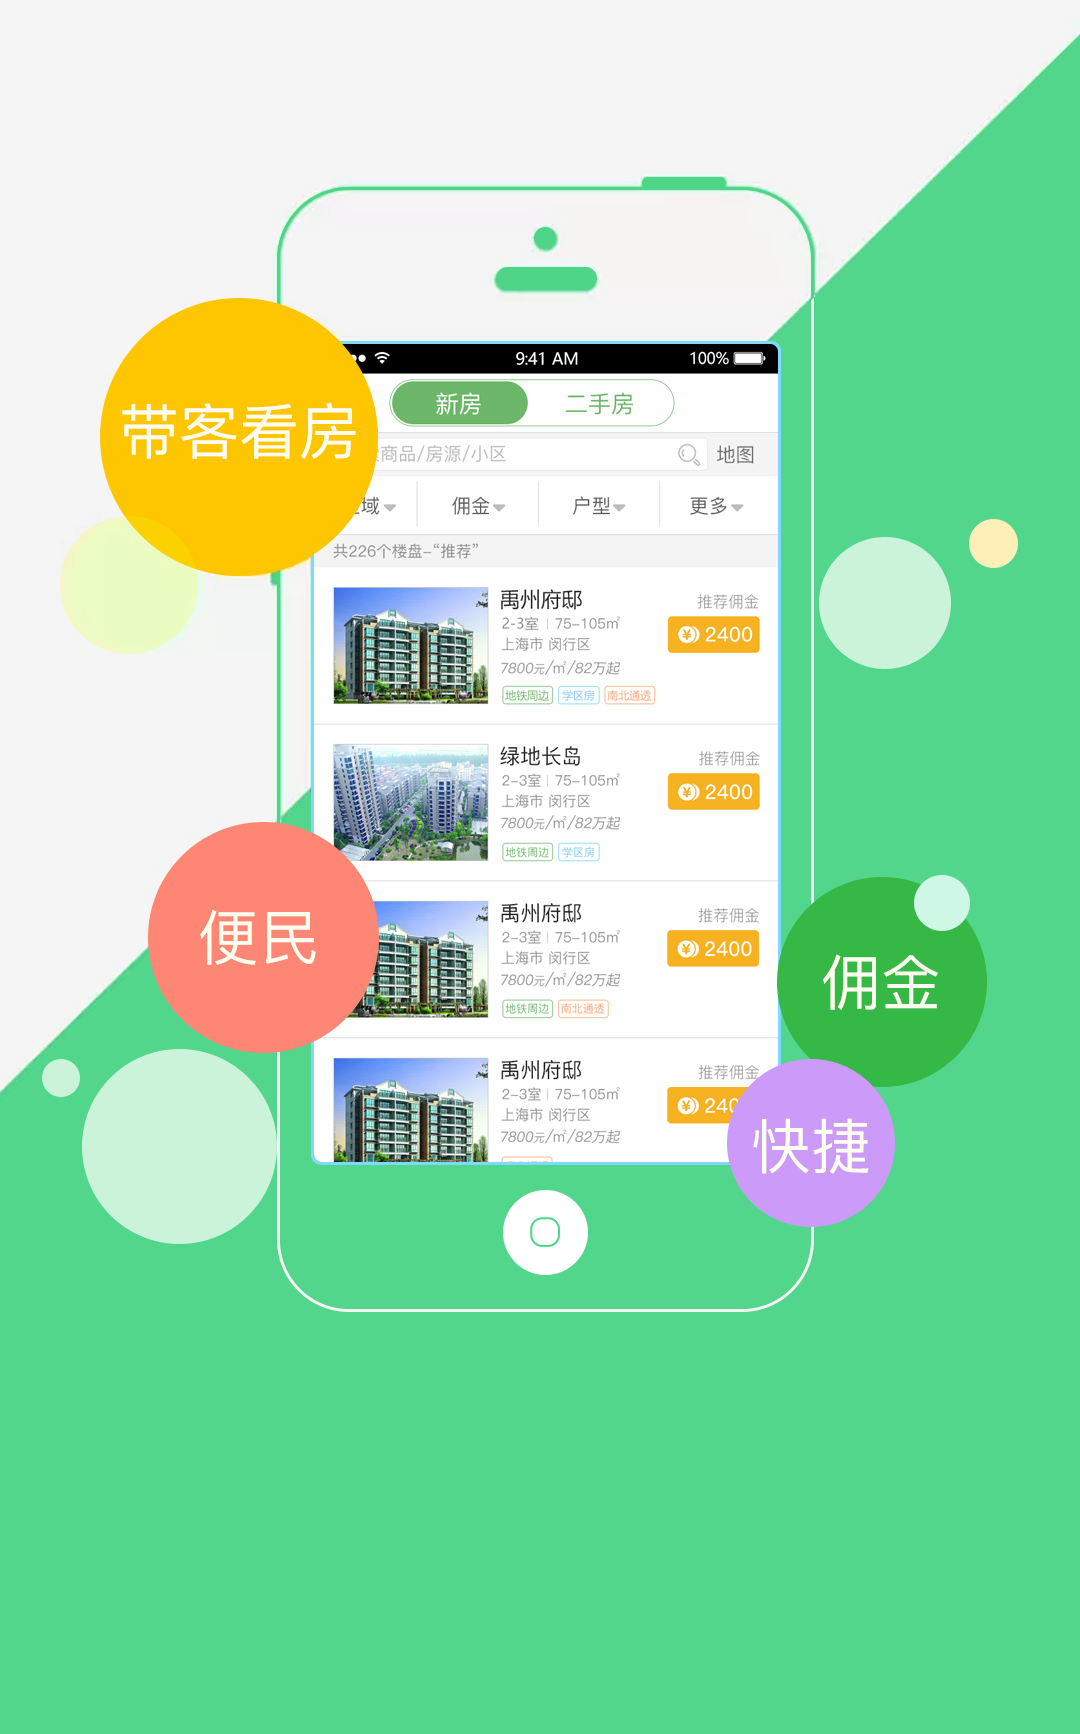 9:41 AM 100%
新房 二手房
带客看房
商品/房源/小区 地图
域 佣金 户型 更多
共226个楼盘-“推荐”
禹州府邸 推荐佣金
2-3室 | 75-105㎡ ¥ 2400
上海市 闵行区
7800元/㎡/82万起
地铁周边 学区房 南北通透
绿地长岛 推荐佣金
2-3室 | 75-105㎡ ¥ 2400
上海市 闵行区
7800元/㎡/82万起
地铁周边 学区房
便民
禹州府邸 推荐佣金
2-3室 | 75-105㎡ ¥ 2400
上海市 闵行区
7800元/㎡/82万起
地铁周边 南北通透
佣金
禹州府邸 推荐佣金
2-3室 | 75-105㎡ ¥ 240
上海市 闵行区
7800元/㎡/82万起
快捷